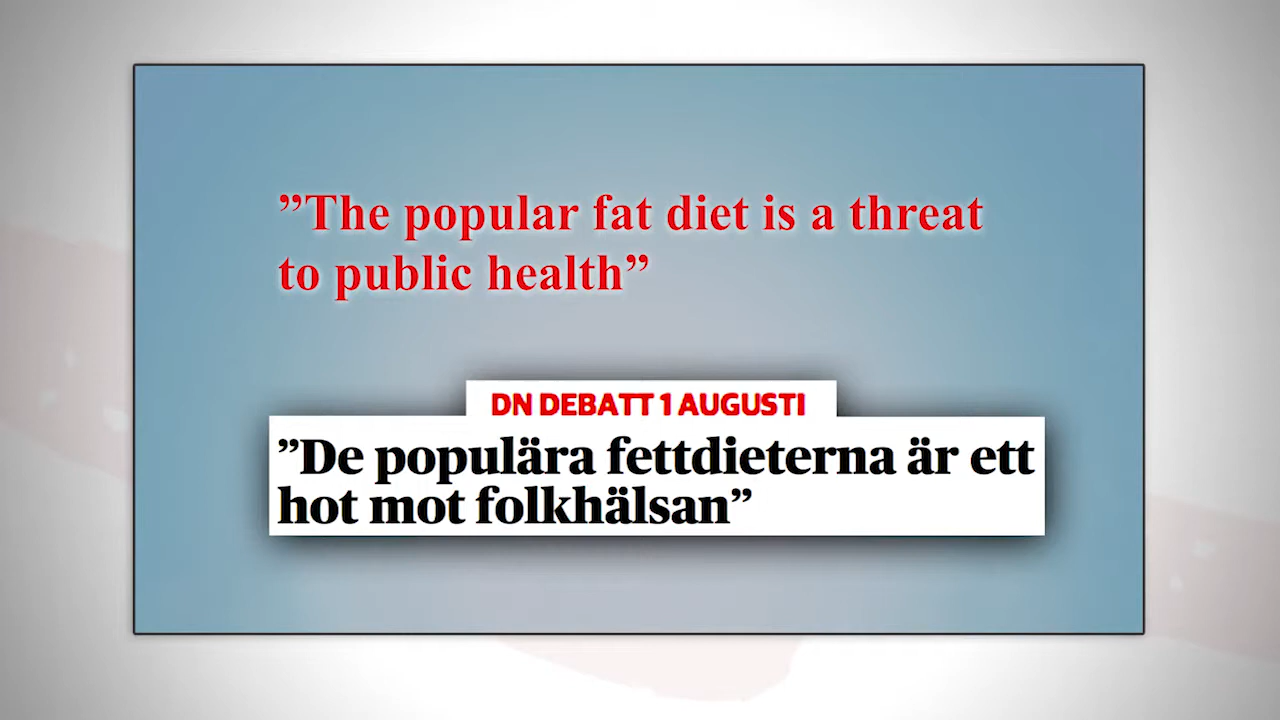 ”The popular fat diet is a threat
to public health”
DN DEBATT 1 AUGUSTI
”De populära fettdieterna är ett
hot mot folkhälsan”